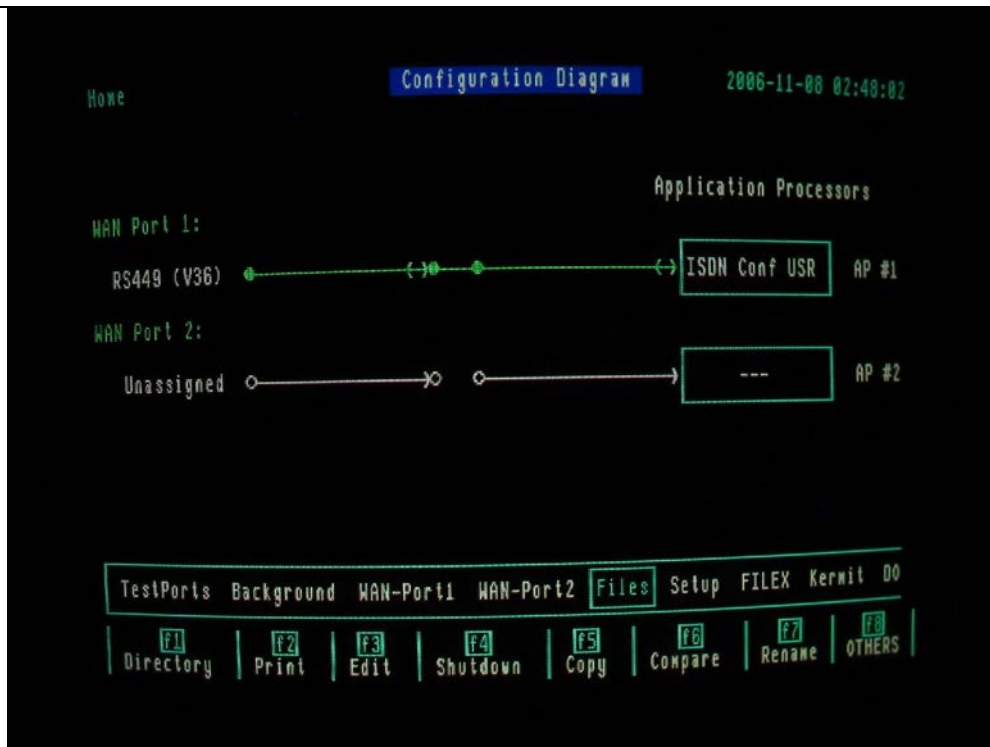 Home Configuration Diagram 2006-11-08 02:48:02
Application Processors
WAN Port 1:
RS449 (V36) ISDN Conf USR AP #1
WAN Port 2:
Unassigned --- AP #2
TestPorts Background WAN-Port1 WAN-Port2 Files Setup FILEX Kermit DO
f1 f2 f3 f4 f5 f6 f7 f8
Directory Print Edit Shutdown Copy Compare Rename OTHERS